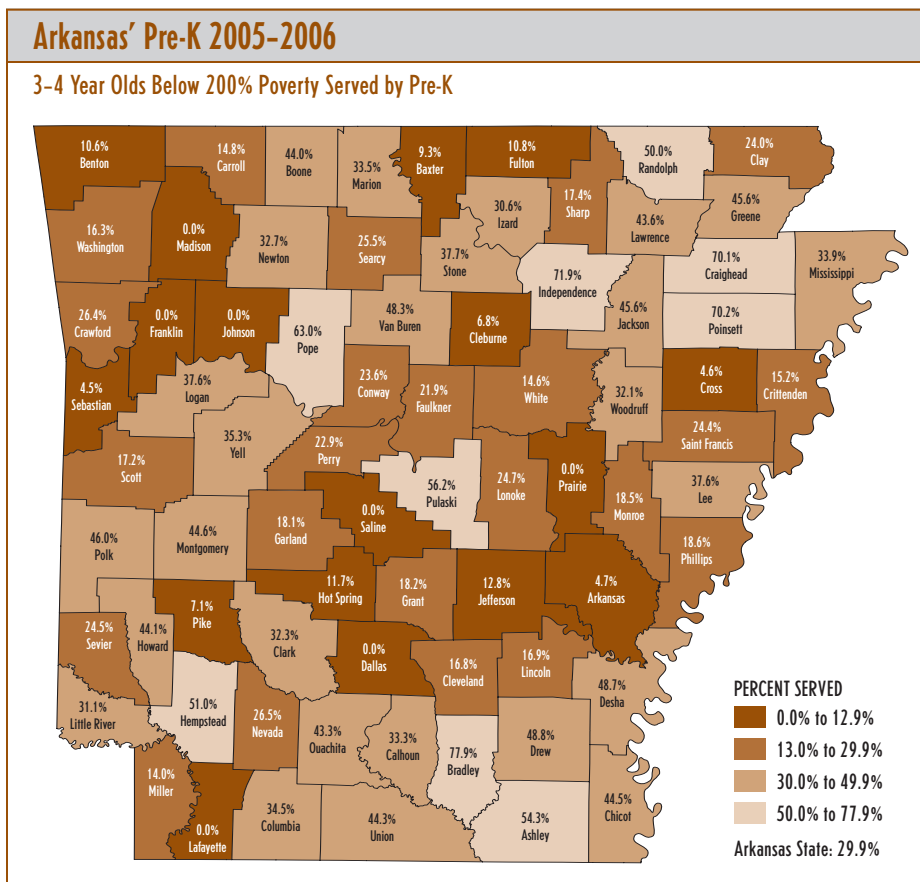 Arkansas’ Pre-K 2005–2006
3–4 Year Olds Below 200% Poverty Served by Pre-K
10.6%
Benton
14.8%
Carroll
44.0%
Boone
33.5%
Marion
9.3%
Baxter
10.8%
Fulton
50.0%
Randolph
24.0%
Clay
16.3%
Washington
0.0%
Madison
32.7%
Newton
25.5%
Searcy
37.7%
Stone
30.6%
Izard
17.4%
Sharp
43.6%
Lawrence
45.6%
Greene
71.9%
Independence
70.1%
Craighead
33.9%
Mississippi
26.4%
Crawford
0.0%
Franklin
0.0%
Johnson
63.0%
Pope
48.3%
Van Buren
6.8%
Cleburne
45.6%
Jackson
70.2%
Poinsett
4.5%
Sebastian
37.6%
Logan
23.6%
Conway
21.9%
Faulkner
14.6%
White
32.1%
Woodruff
4.6%
Cross
15.2%
Crittenden
24.4%
Saint Francis
17.2%
Scott
35.3%
Yell
22.9%
Perry
56.2%
Pulaski
24.7%
Lonoke
0.0%
Prairie
18.5%
Monroe
37.6%
Lee
46.0%
Polk
44.6%
Montgomery
18.1%
Garland
0.0%
Saline
18.6%
Phillips
11.7%
Hot Spring
18.2%
Grant
12.8%
Jefferson
4.7%
Arkansas
24.5%
Sevier
44.1%
Howard
7.1%
Pike
32.3%
Clark
0.0%
Dallas
16.8%
Cleveland
16.9%
Lincoln
48.7%
Desha
31.1%
Little River
51.0%
Hempstead
26.5%
Nevada
43.3%
Ouachita
33.3%
Calhoun
77.9%
Bradley
48.8%
Drew
14.0%
Miller
0.0%
Lafayette
34.5%
Columbia
44.3%
Union
54.3%
Ashley
44.5%
Chicot
PERCENT SERVED
0.0% to 12.9%
13.0% to 29.9%
30.0% to 49.9%
50.0% to 77.9%
Arkansas State: 29.9%